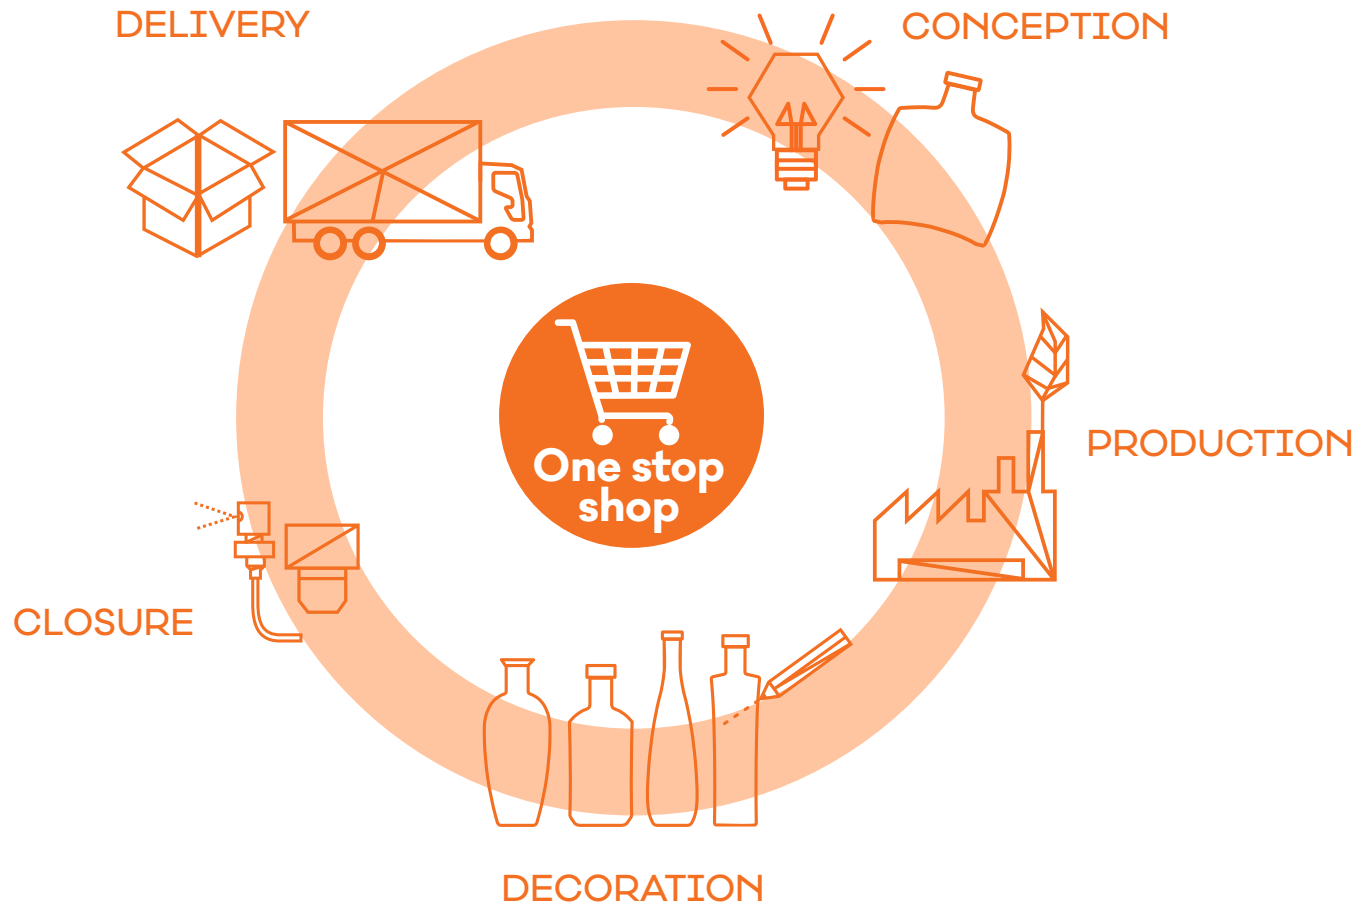 DELIVERY
CONCEPTION
PRODUCTION
One stop
shop
CLOSURE
DECORATION